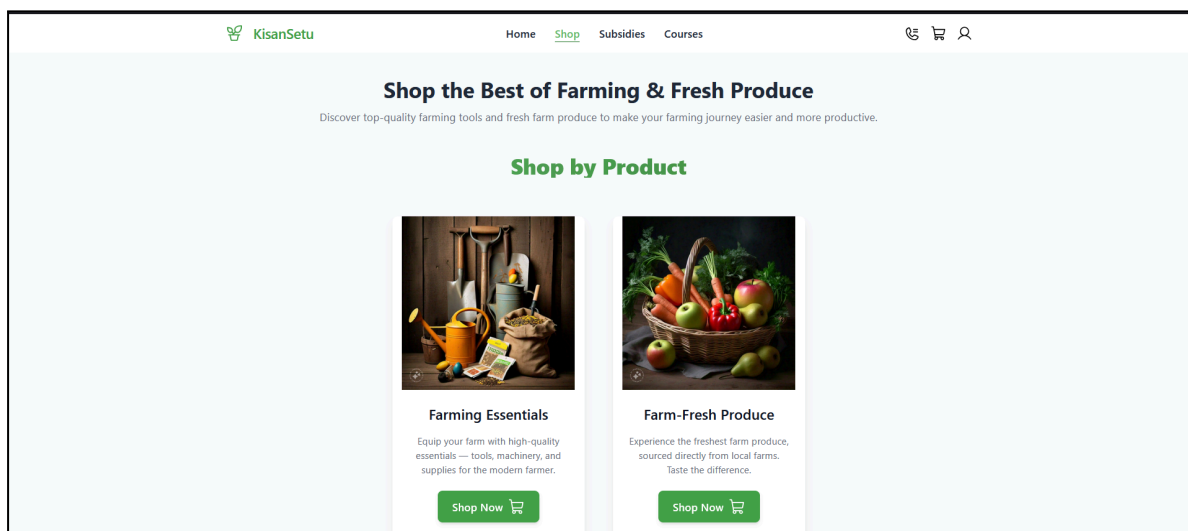 KisanSetu
Home Shop Subsidies Courses
Shop the Best of Farming & Fresh Produce
Discover top-quality farming tools and fresh farm produce to make your farming journey easier and more productive.
Shop by Product
Farming Essentials
Equip your farm with high-quality
essentials — tools, machinery, and
supplies for the modern farmer.
Shop Now
Farm-Fresh Produce
Experience the freshest farm produce,
sourced directly from local farms.
Taste the difference.
Shop Now